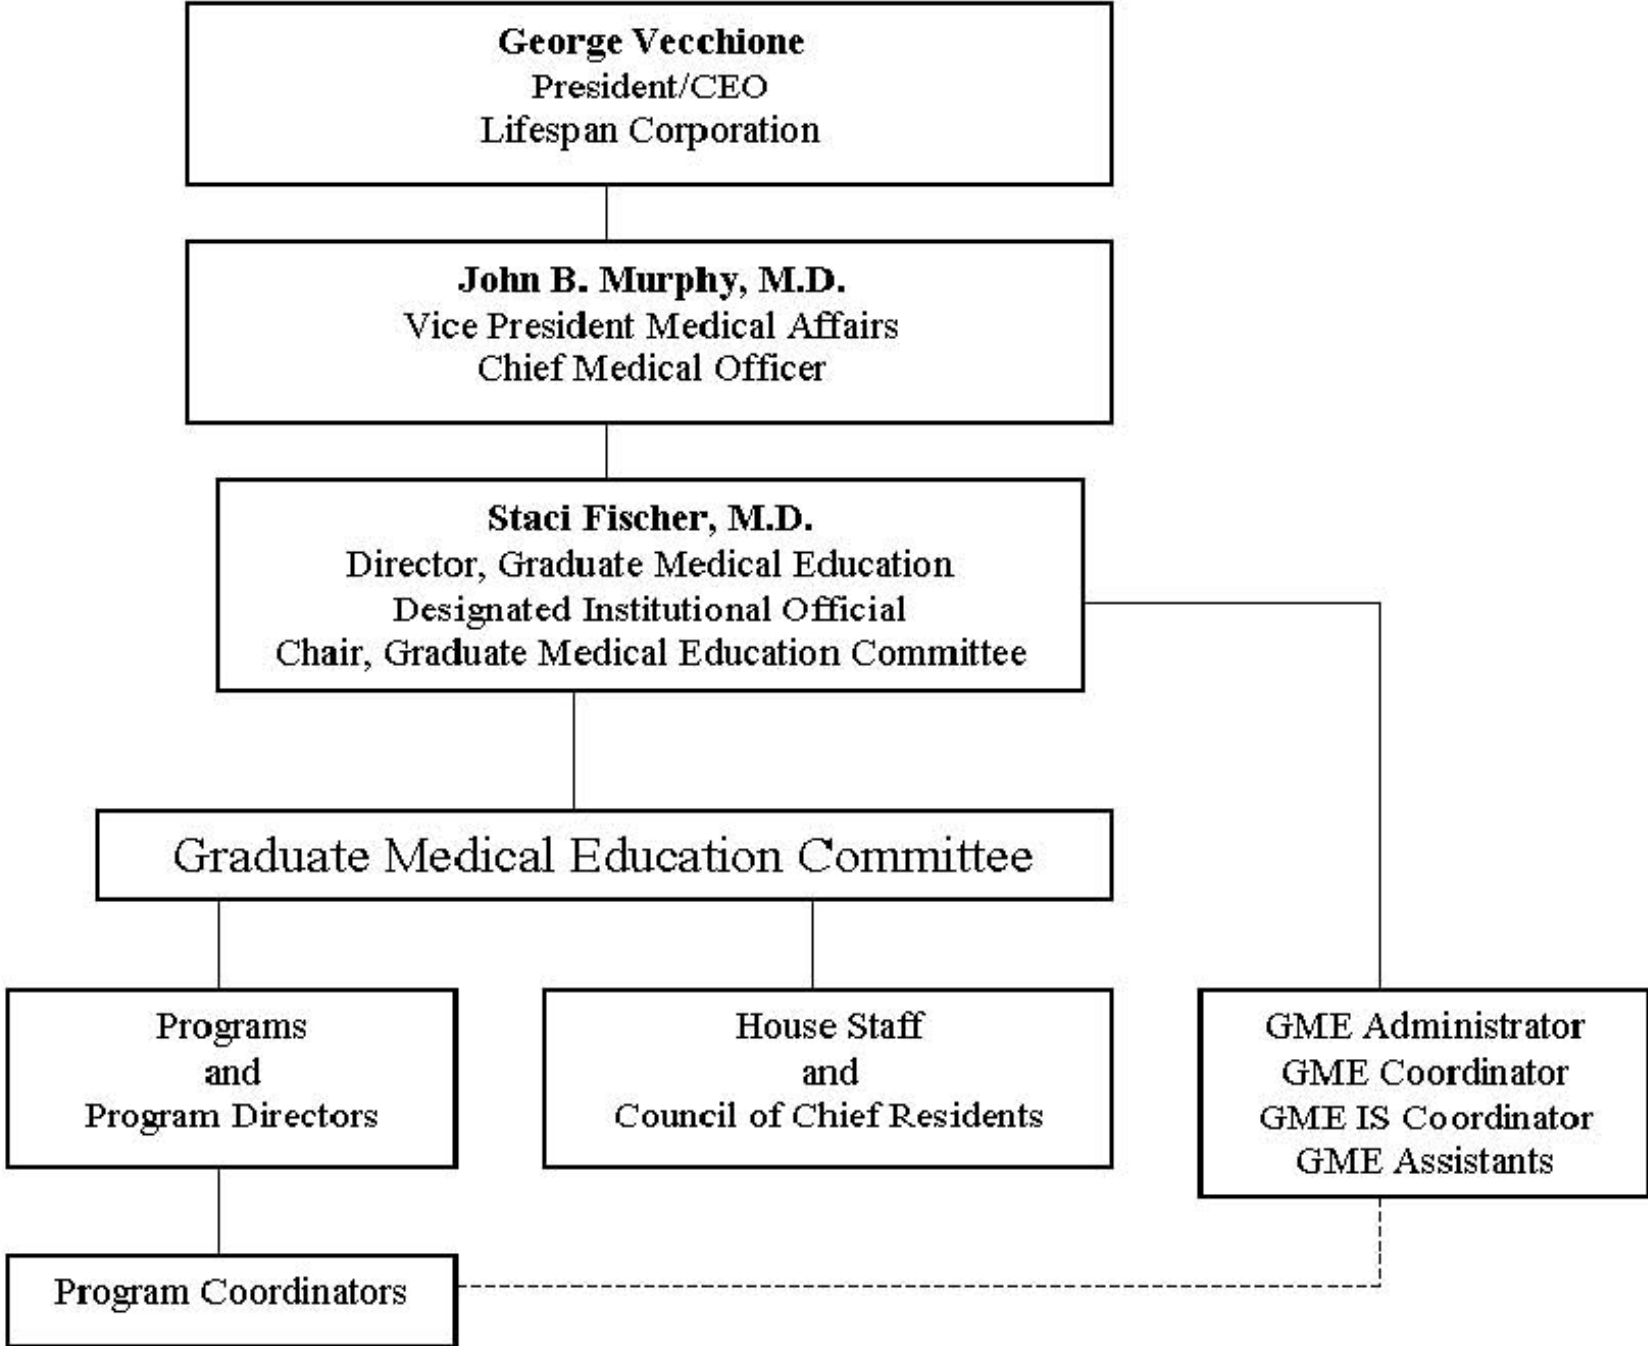 George Vecchione
President/CEO
Lifespan Corporation
John B. Murphy, M.D.
Vice President Medical Affairs
Chief Medical Officer
Staci Fischer, M.D.
Director, Graduate Medical Education
Designated Institutional Official
Chair, Graduate Medical Education Committee
Graduate Medical Education Committee
Programs
and
Program Directors
House Staff
and
Council of Chief Residents
GME Administrator
GME Coordinator
GME IS Coordinator
GME Assistants
Program Coordinators